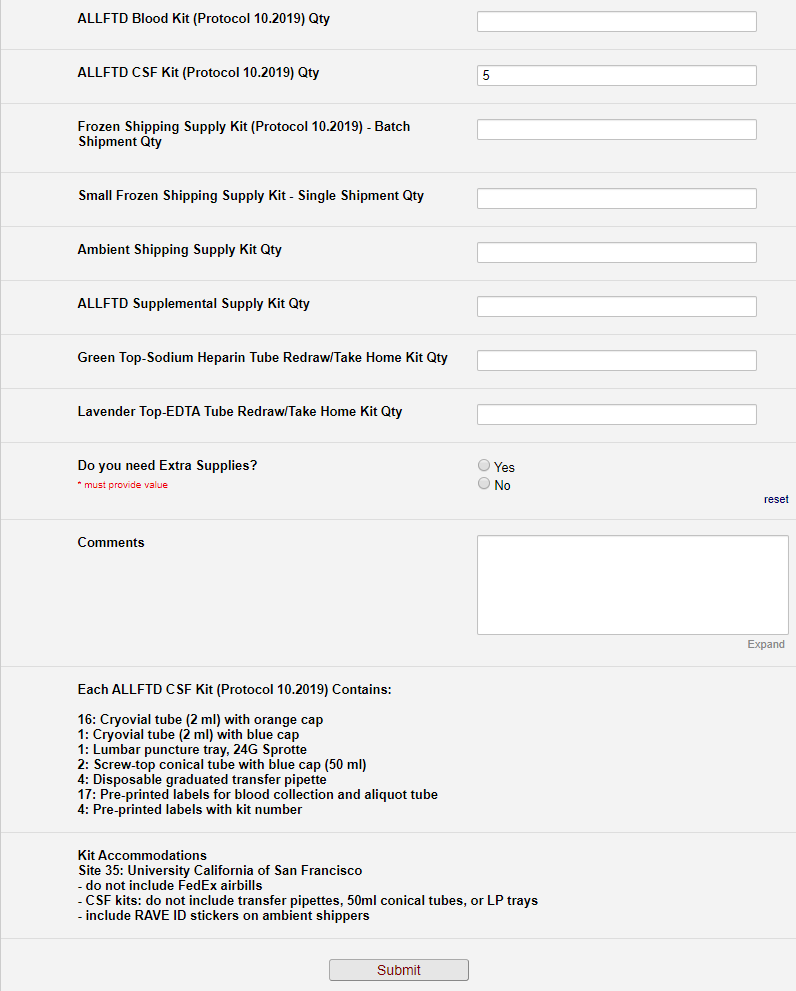 ALLFTD Blood Kit (Protocol 10.2019) Qty
ALLFTD CSF Kit (Protocol 10.2019) Qty
5
Frozen Shipping Supply Kit (Protocol 10.2019) - Batch
Shipment Qty
Small Frozen Shipping Supply Kit - Single Shipment Qty
Ambient Shipping Supply Kit Qty
ALLFTD Supplemental Supply Kit Qty
Green Top-Sodium Heparin Tube Redraw/Take Home Kit Qty
Lavender Top-EDTA Tube Redraw/Take Home Kit Qty
Do you need Extra Supplies?
* must provide value
Yes
No
reset
Comments
Expand
Each ALLFTD CSF Kit (Protocol 10.2019) Contains:
16: Cryovial tube (2 ml) with orange cap
1: Cryovial tube (2 ml) with blue cap
1: Lumbar puncture tray, 24G Sprotte
2: Screw-top conical tube with blue cap (50 ml)
4: Disposable graduated transfer pipette
17: Pre-printed labels for blood collection and aliquot tube
4: Pre-printed labels with kit number
Kit Accommodations
Site 35: University California of San Francisco
- do not include FedEx airbills
- CSF kits: do not include transfer pipettes, 50ml conical tubes, or LP trays
- include RAVE ID stickers on ambient shippers
Submit